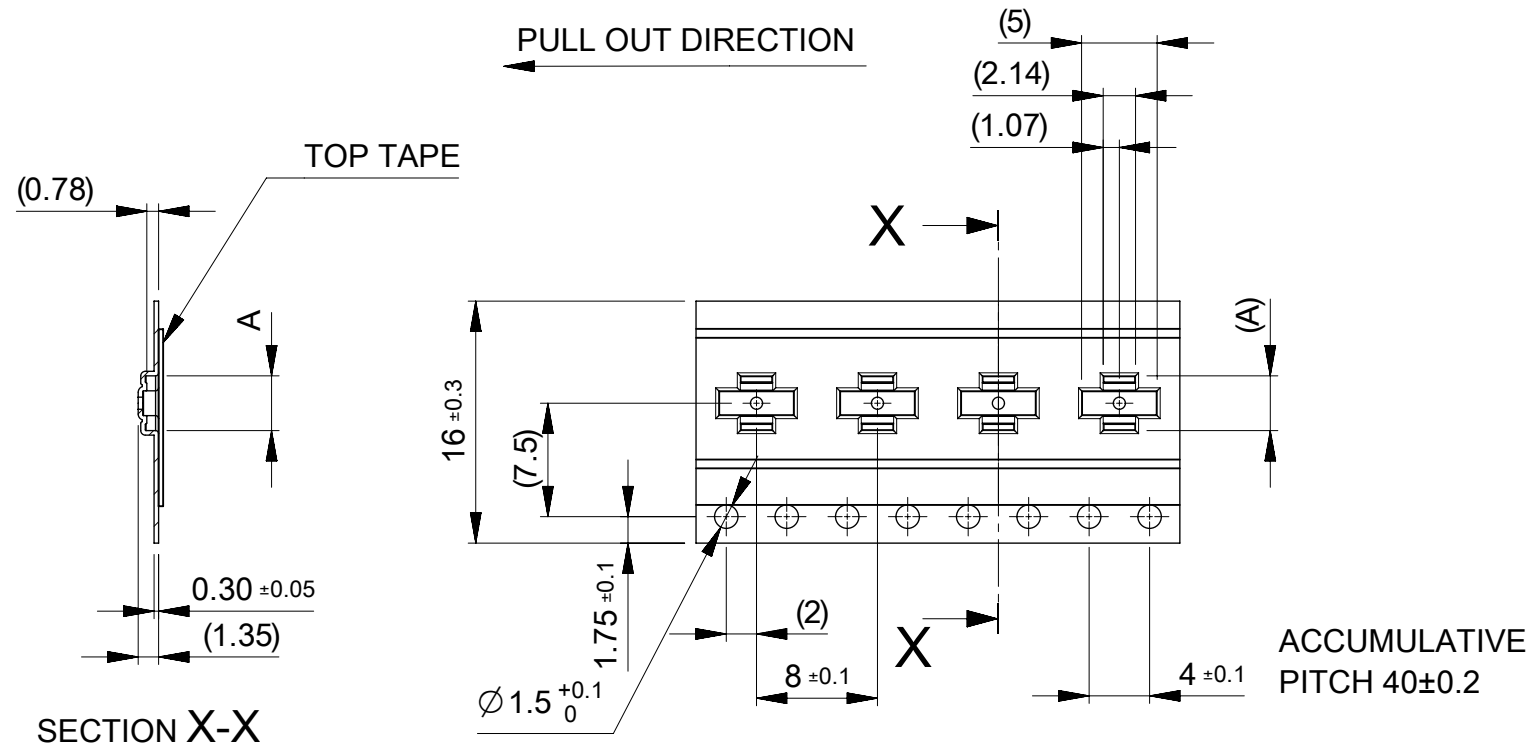 PULL OUT DIRECTION
(5)
(2.14)
(1.07)
TOP TAPE
(0.78)
X
A
(A)
16 ±0.3
(7.5)
1.75 ±0.1
0.30 ±0.05
(1.35)
(2)
X
8 ±0.1
4 ±0.1
ACCUMULATIVE
PITCH 40±0.2
∅1.5 +0.1 0
SECTION X-X